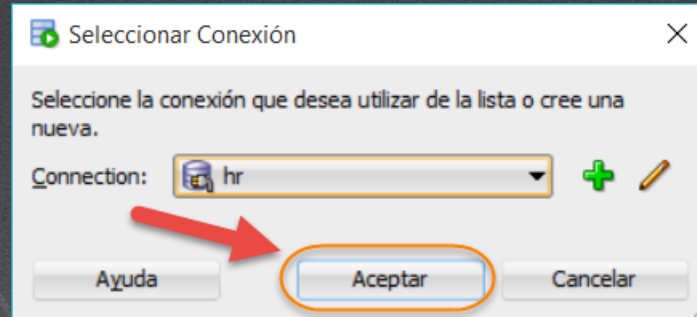 Seleccionar Conexión
Seleccione la conexión que desea utilizar de la lista o cree una
nueva.
Connection: hr
Ayuda Aceptar Cancelar